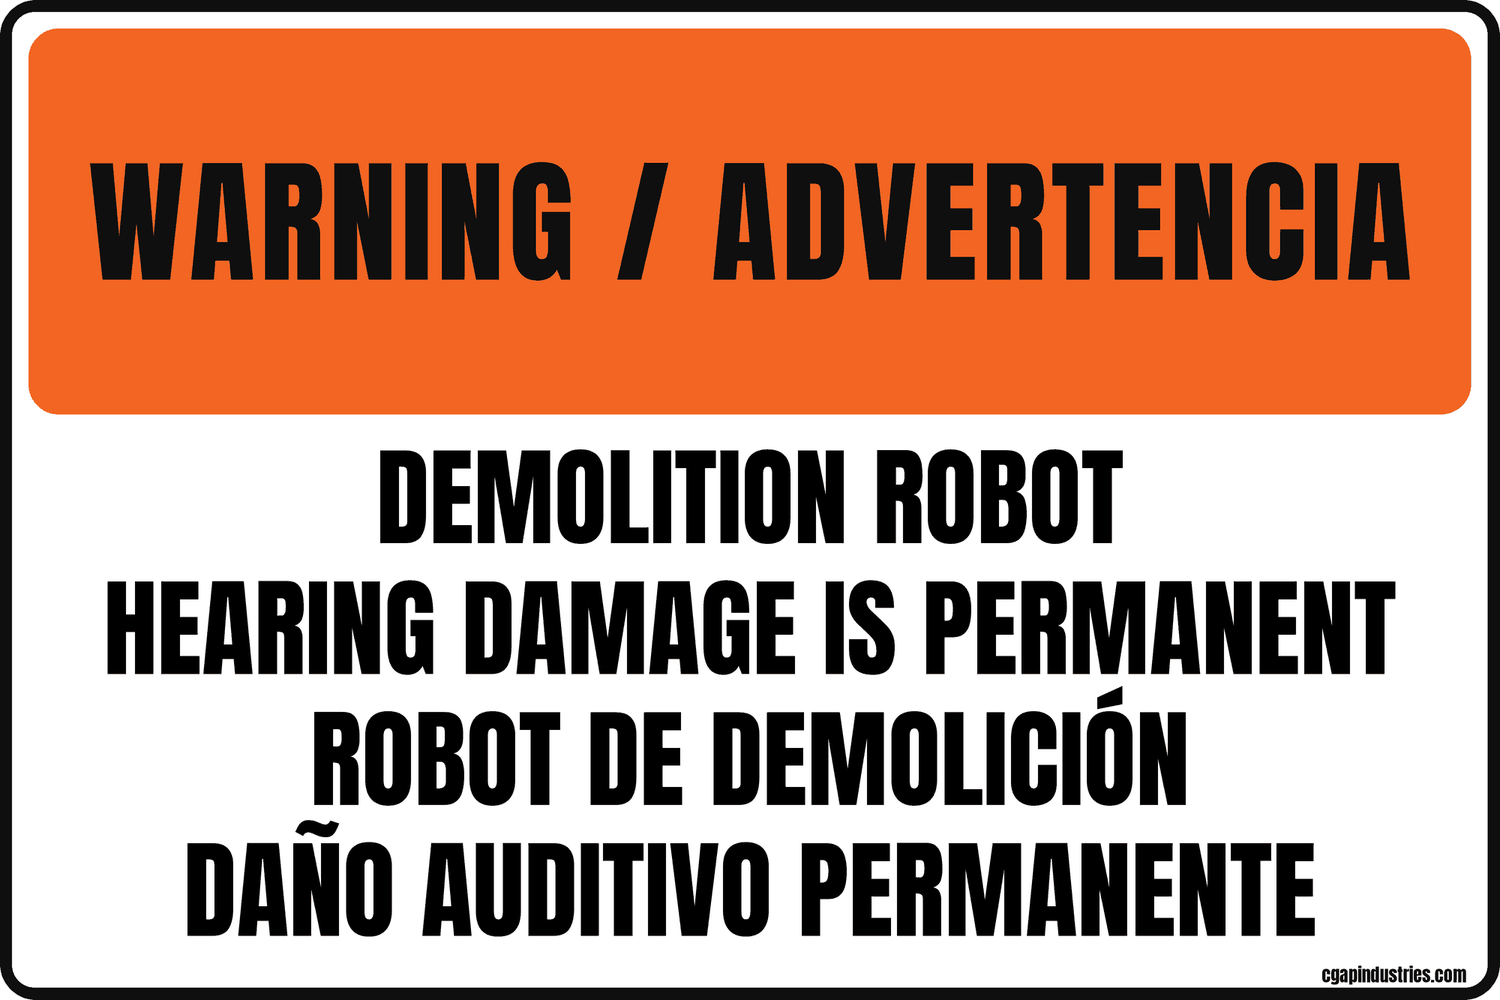 WARNING / ADVERTENCIA
DEMOLITION ROBOT
HEARING DAMAGE IS PERMANENT
ROBOT DE DEMOLICIÓN
DAÑO AUDITIVO PERMANENTE
cgapindustries.com